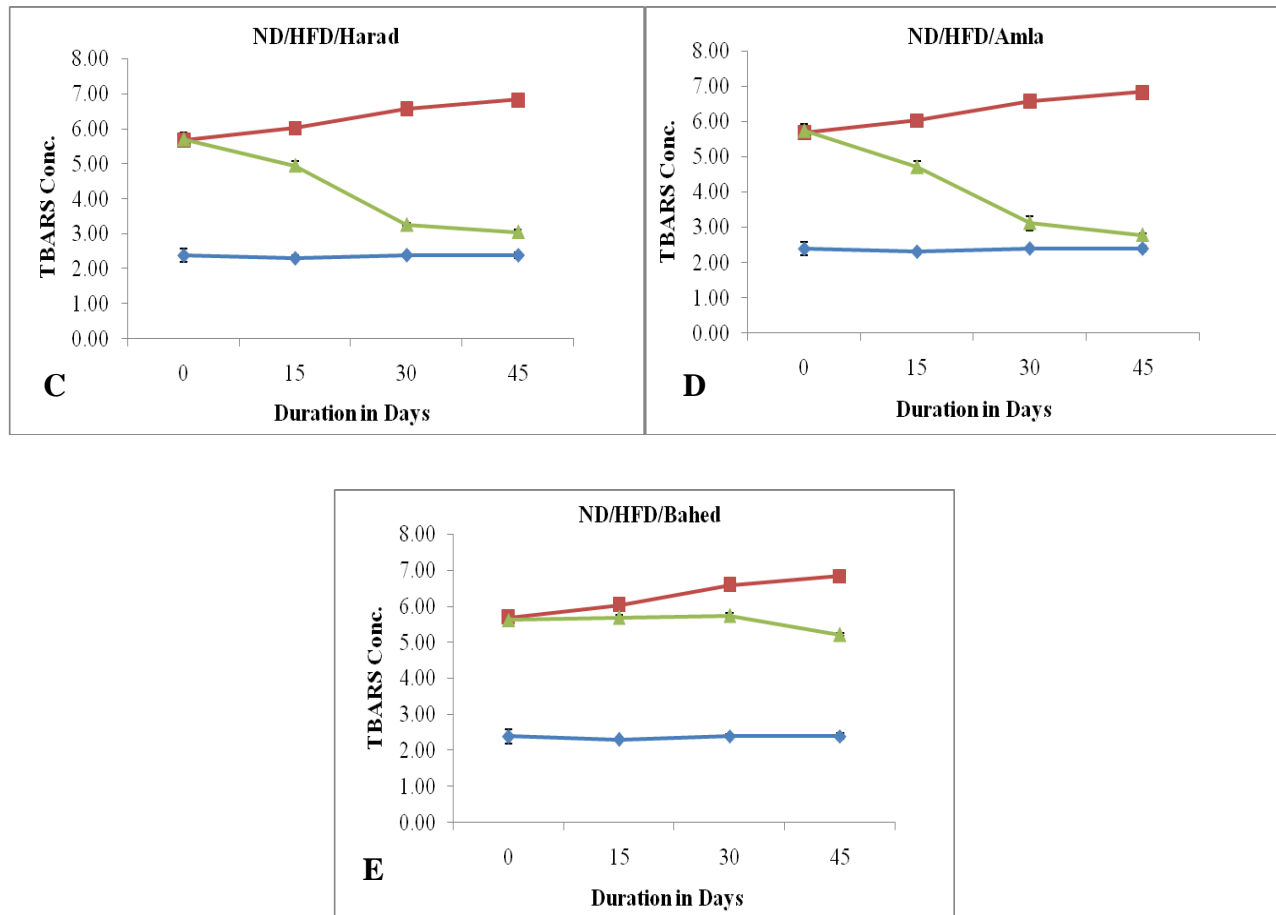 ND/HFD/Harad
8.00
7.00
6.00
5.00
4.00
3.00
2.00
1.00
0.00
TBARS Conc.
0 15 30 45
C
Duration in Days
ND/HFD/Amla
8.00
7.00
6.00
5.00
4.00
3.00
2.00
1.00
0.00
TBARS Conc.
0 15 30 45
D
Duration in Days
ND/HFD/Bahed
8.00
7.00
6.00
5.00
4.00
3.00
2.00
1.00
0.00
TBARS Conc.
0 15 30 45
E
Duration in Days